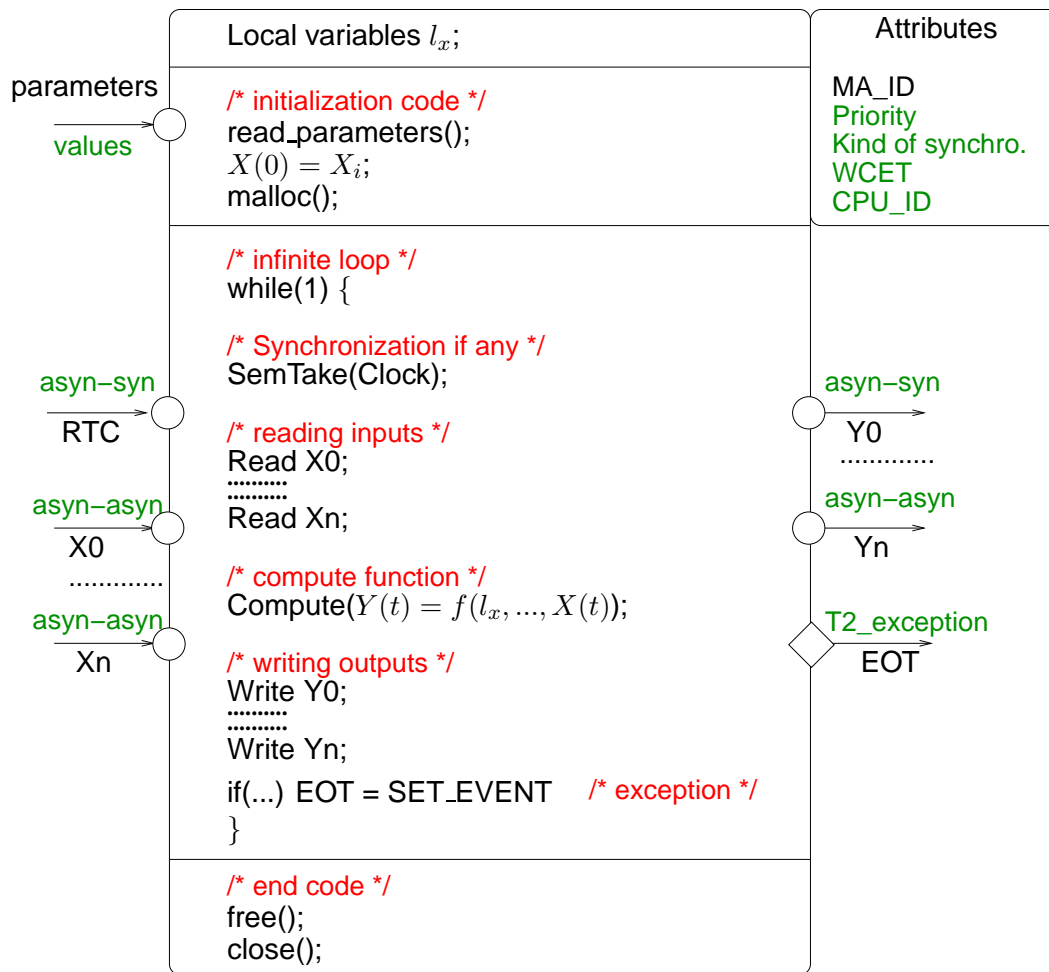 Local variables l_x;
Attributes
parameters
values
/* initialization code */
read_parameters();
X(0) = X_i;
malloc();
MA_ID
Priority
Kind of synchro.
WCET
CPU_ID
/* infinite loop */
while(1) {
/* Synchronization if any */
SemTake(Clock);
asyn−syn
RTC
/* reading inputs */
Read X0;
..........
..........
Read Xn;
asyn−asyn
X0
.............
/* compute function */
Compute(Y(t) = f(l_x, ..., X(t));
asyn−asyn
Xn
/* writing outputs */
Write Y0;
..........
..........
Write Yn;
if(...) EOT = SET_EVENT /* exception */
}
asyn−syn
Y0
.............
asyn−asyn
Yn
T2_exception
EOT
/* end code */
free();
close();